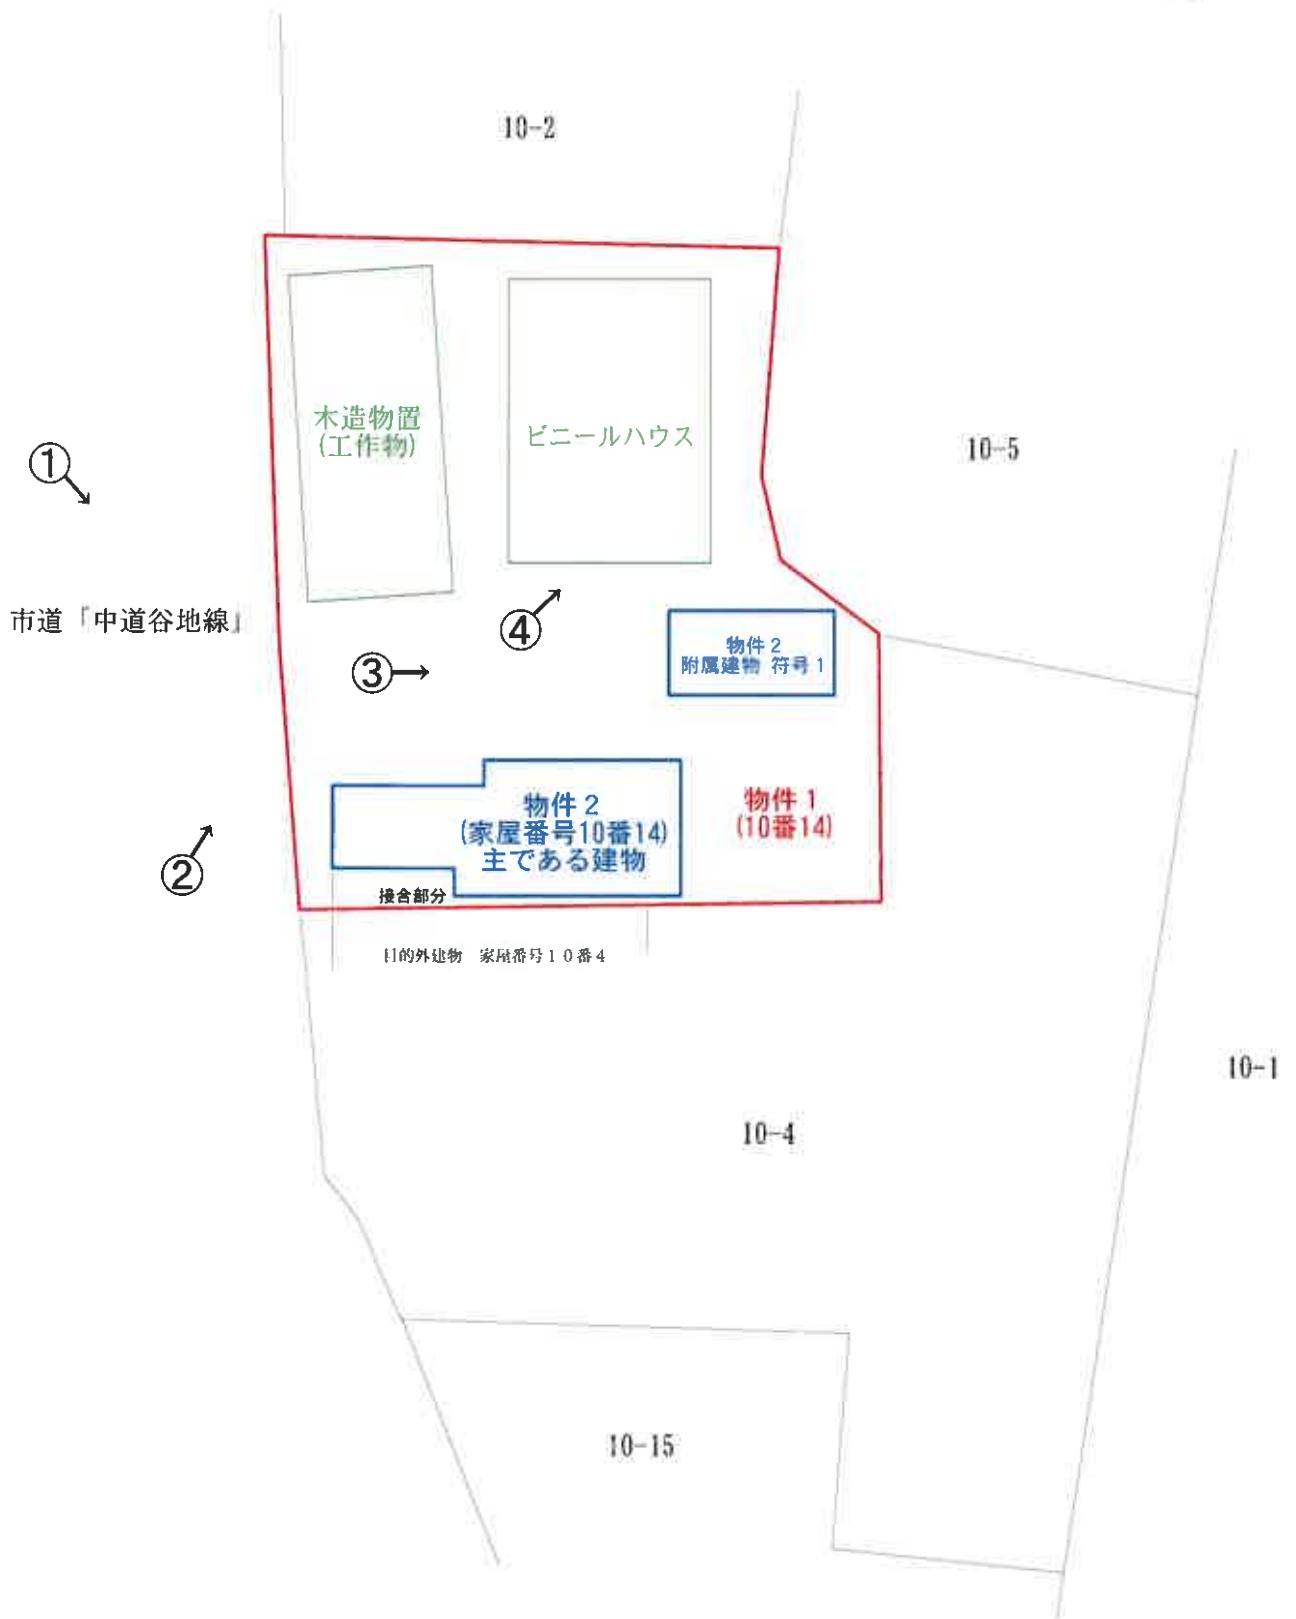 10-2
木造物置
(工作物)
ビニールハウス
10-5
①
市道「中道谷地線」
④
③
物件2
附属建物 符号1
物件2
(家屋番号10番14)
主である建物
物件1
(10番14)
②
接合部分
目的外建物 家屋番号10番4
10-1
10-4
10-15